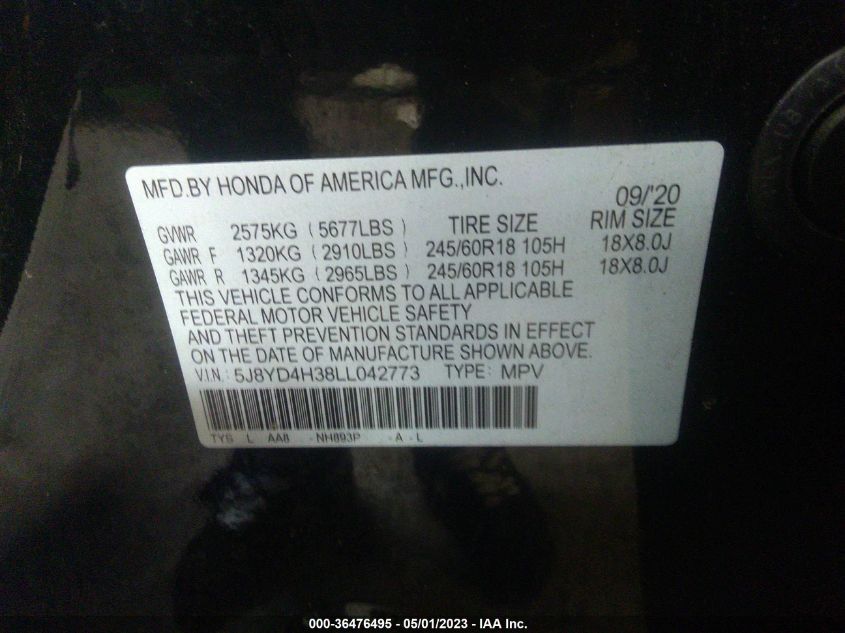 MFD.BY HONDA OF AMERICA MFG.,INC.
09/'20
GVWR 2575KG (5677LBS) TIRE SIZE RIM SIZE
GAWR F 1320KG (2910LBS) 245/60R18 105H 18X8.0J
GAWR R 1345KG (2965LBS) 245/60R18 105H 18X8.0J
THIS VEHICLE CONFORMS TO ALL APPLICABLE
FEDERAL MOTOR VEHICLE SAFETY
AND THEFT PREVENTION STANDARDS IN EFFECT
ON THE DATE OF MANUFACTURE SHOWN ABOVE.
V.I.N.: 5J8YD4H38LL042773 TYPE: MPV
TYS L AA8 -NH893P -A-L
000-36476495 - 05/01/2023 - IAA Inc.